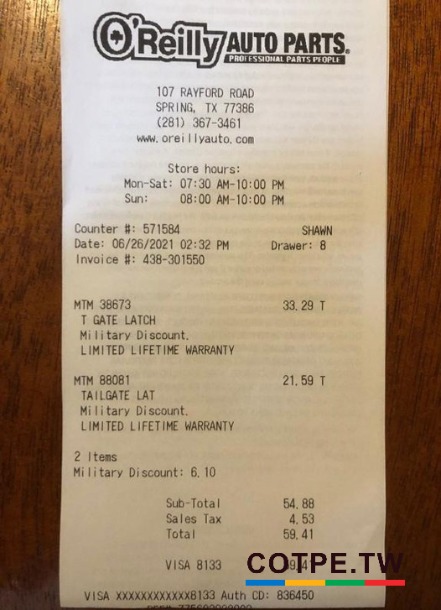 O'Reilly AUTO PARTS.
PROFESSIONAL PARTS PEOPLE
107 RAYFORD ROAD
SPRING, TX 77386
(281) 367-3461
www.oreillyauto.com
Store hours:
Mon-Sat: 07:30 AM-10:00 PM
Sun: 08:00 AM-10:00 PM
Counter #: 571584 SHAWN
Date: 06/26/2021 02:32 PM Drawer: 8
Invoice #: 438-301550
MTM 38673 33.29 T
T GATE LATCH
Military Discount.
LIMITED LIFETIME WARRANTY
MTM 88081 21.59 T
TAILGATE LAT
Military Discount.
LIMITED LIFETIME WARRANTY
2 Items
Military Discount: 6.10
Sub-Total 54.88
Sales Tax 4.53
Total 59.41
VISA 8133
COTPE.TW
VISA XXXXXXXXXXXX8133 Auth CD: 836450